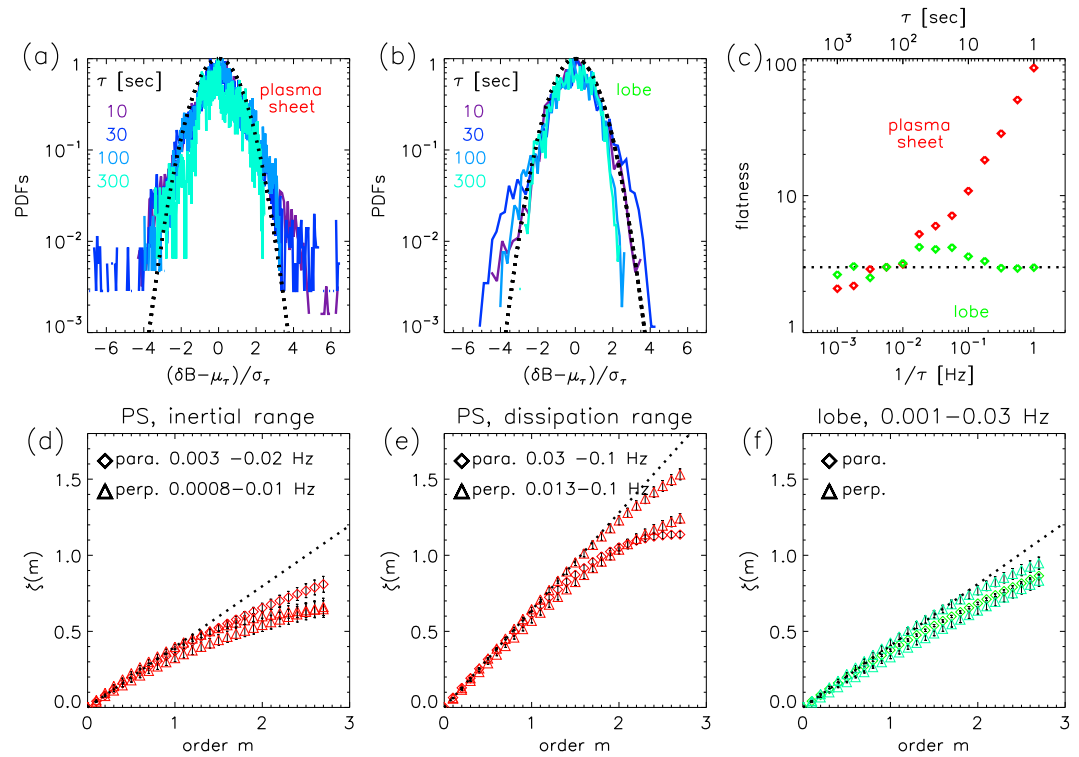 (a)
τ [sec]
10
30
100
300
plasma
sheet
PDFs
1
10⁻¹
10⁻²
10⁻³
−6 −4 −2 0 2 4 6
(δB−μτ)/στ
(b)
τ [sec]
10
30
100
300
lobe
PDFs
1
10⁻¹
10⁻²
10⁻³
−6 −4 −2 0 2 4 6
(δB−μτ)/στ
τ [sec]
10³ 10² 10 1
(c)
plasma
sheet
lobe
flatness
100
10
1
10⁻³ 10⁻² 10⁻¹ 1
1/τ [Hz]
(d)
PS, inertial range
para. 0.003 −0.02 Hz
perp. 0.0008−0.01 Hz
ζ(m)
1.5
1.0
0.5
0.0
0 1 2 3
order m
(e)
PS, dissipation range
para. 0.03 −0.1 Hz
perp. 0.013−0.1 Hz
ζ(m)
1.5
1.0
0.5
0.0
0 1 2 3
order m
(f)
lobe, 0.001−0.03 Hz
para.
perp.
ζ(m)
1.5
1.0
0.5
0.0
0 1 2 3
order m